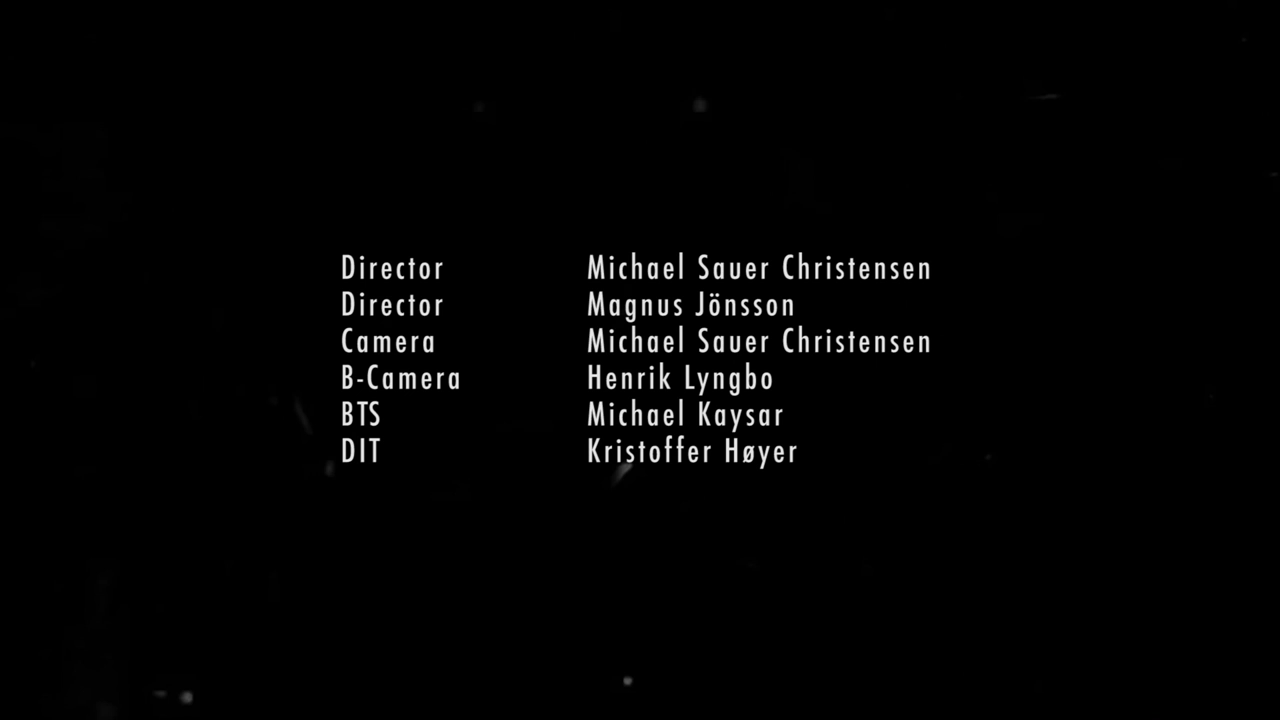 Director Michael Sauer Christensen
Director Magnus Jönsson
Camera Michael Sauer Christensen
B-Camera Henrik Lyngbo
BTS Michael Kaysar
DIT Kristoffer Høyer